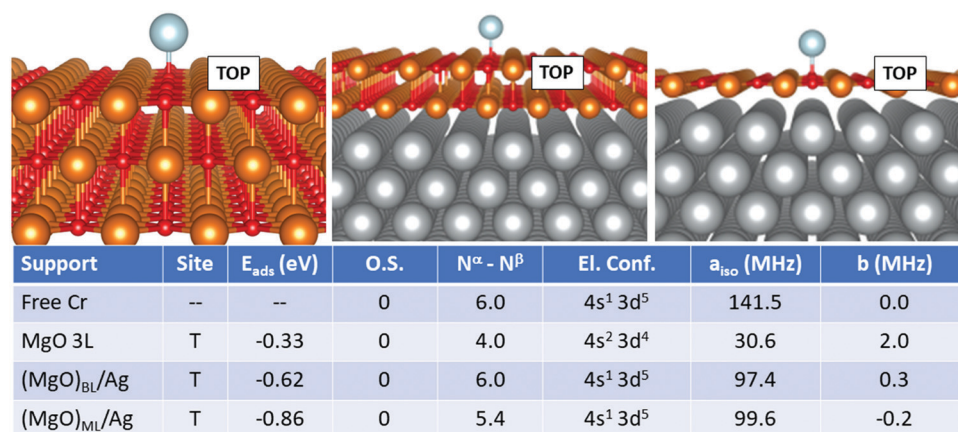 TOP
TOP
TOP
Support Site E_ads (eV) O.S. N^α - N^β El. Conf. a_iso (MHz) b (MHz)
Free Cr -- -- 0 6.0 4s¹ 3d⁵ 141.5 0.0
MgO 3L T -0.33 0 4.0 4s² 3d⁴ 30.6 2.0
(MgO)_BL/Ag T -0.62 0 6.0 4s¹ 3d⁵ 97.4 0.3
(MgO)_ML/Ag T -0.86 0 5.4 4s¹ 3d⁵ 99.6 -0.2